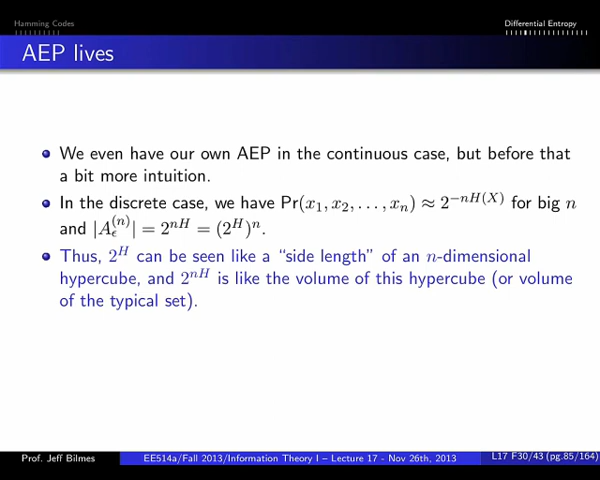 Hamming Codes
Differential Entropy
AEP lives
We even have our own AEP in the continuous case, but before that
a bit more intuition.
In the discrete case, we have Pr(x₁, x₂, . . . , xₙ) ≈ 2^{−nH(X)} for big n
and |A_ϵ^{(n)}| = 2^{nH} = (2^H)^n.
Thus, 2^H can be seen like a “side length” of an n-dimensional
hypercube, and 2^{nH} is like the volume of this hypercube (or volume
of the typical set).
Prof. Jeff Bilmes
EE514a/Fall 2013/Information Theory I – Lecture 17 - Nov 26th, 2013
L17 F30/43 (pg.85/164)